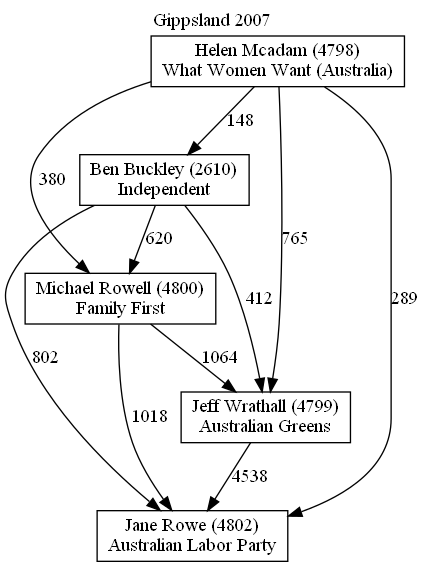 Gippsland 2007
Helen Mcadam (4798)
What Women Want (Australia)
148
Ben Buckley (2610)
Independent
380
620
765
412
289
Michael Rowell (4800)
Family First
802
1064
1018
Jeff Wrathall (4799)
Australian Greens
4538
Jane Rowe (4802)
Australian Labor Party